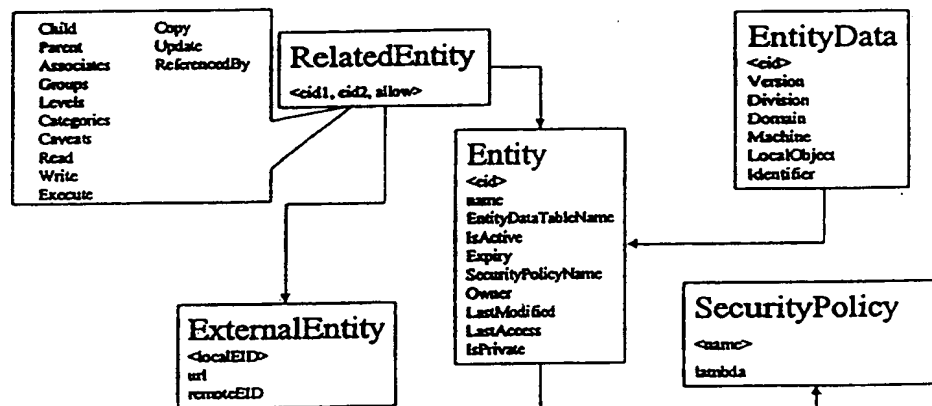 Child Copy
Parent Update
Associates ReferencedBy
Groups
Levels
Categories
Caveats
Read
Write
Execute
RelatedEntity
<eid1, eid2, allow>
EntityData
<eid>
Version
Division
Domain
Machine
LocalObject
Identifier
Entity
<eid>
name
EntityDataTableName
IsActive
Expiry
SecurityPolicyName
Owner
LastModified
LastAccess
IsPrivate
ExternalEntity
<localEID>
url
remoteEID
SecurityPolicy
<name>
lambda